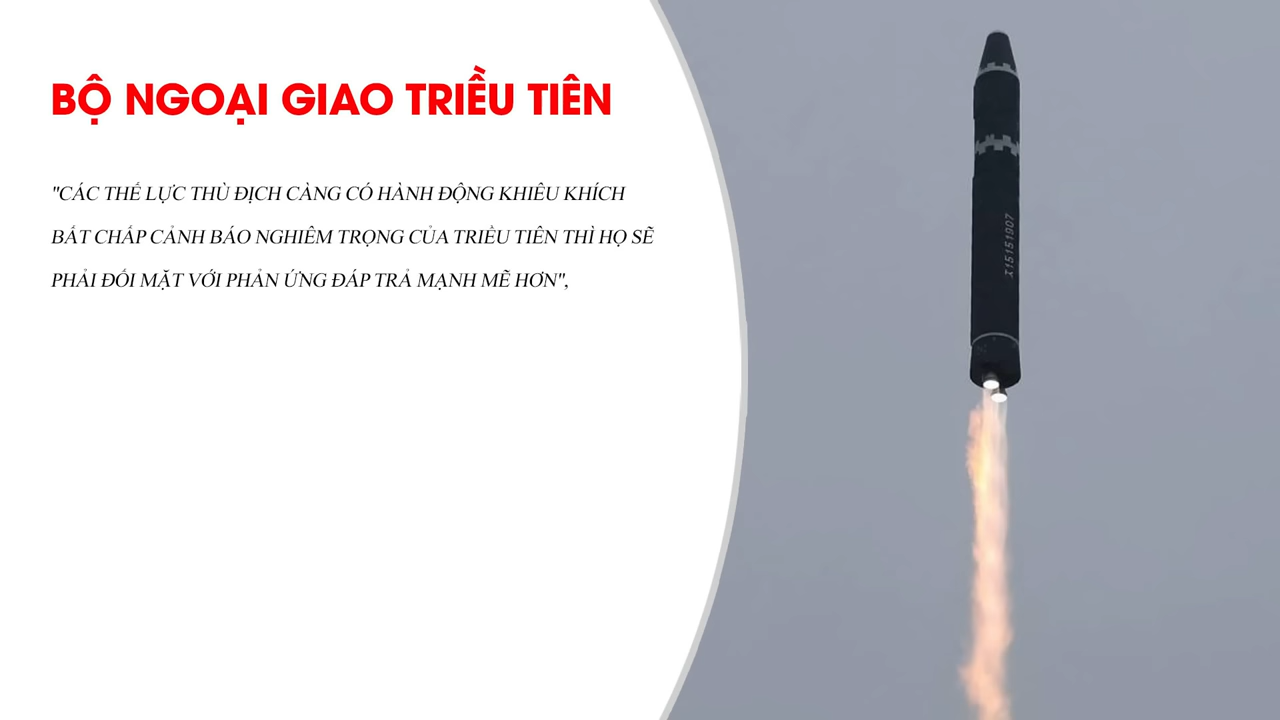 BỘ NGOẠI GIAO TRIỀU TIÊN
"CÁC THẾ LỰC THÙ ĐỊCH CÀNG CÓ HÀNH ĐỘNG KHIÊU KHÍCH
BẤT CHẤP CẢNH BÁO NGHIÊM TRỌNG CỦA TRIỀU TIÊN THÌ HỌ SẼ
PHẢI ĐỐI MẶT VỚI PHẢN ỨNG ĐÁP TRẢ MẠNH MẼ HƠN",